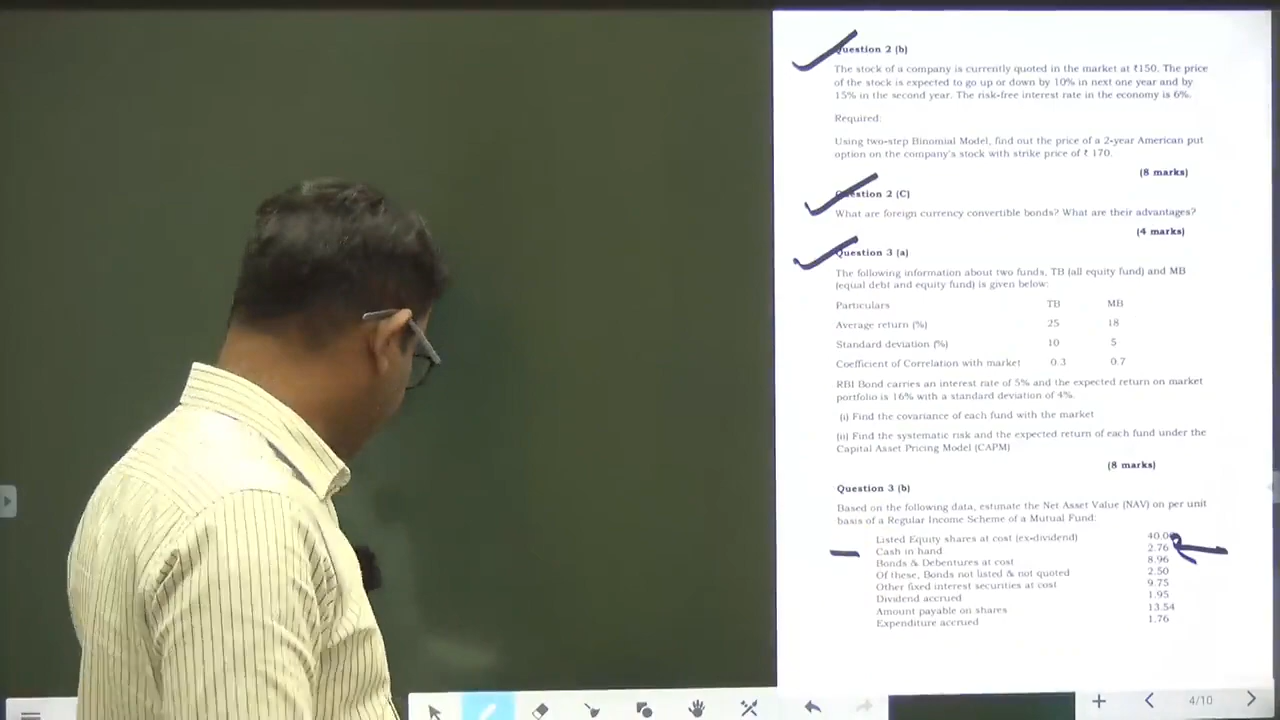 Question 2 (b)
The stock of a company is currently quoted in the market at ₹150. The price
of the stock is expected to go up or down by 10% in next one year and by
15% in the second year. The risk-free interest rate in the economy is 6%.
Required:
Using two-step Binomial Model, find out the price of a 2-year American put
option on the company's stock with strike price of ₹ 170.
(8 marks)
Question 2 (C)
What are foreign currency convertible bonds? What are their advantages?
(4 marks)
Question 3 (a)
The following information about two funds, TB (all equity fund) and MB
(equal debt and equity fund) is given below:
Particulars TB MB
Average return (%) 25 18
Standard deviation (%) 10 5
Coefficient of Correlation with market 0.3 0.7
RBI Bond carries an interest rate of 5% and the expected return on market
portfolio is 16% with a standard deviation of 4%.
(i) Find the covariance of each fund with the market
(ii) Find the systematic risk and the expected return of each fund under the
Capital Asset Pricing Model (CAPM)
(8 marks)
Question 3 (b)
Based on the following data, estimate the Net Asset Value (NAV) on per unit
basis of a Regular Income Scheme of a Mutual Fund:
Listed Equity shares at cost (ex-dividend)
Cash in hand 2.76
Bonds & Debentures at cost 8.96
Of these, Bonds not listed & not quoted 2.50
Other fixed interest securities at cost 9.75
Dividend accrued 1.95
Amount payable on shares 13.54
Expenditure accrued 1.76
4/10